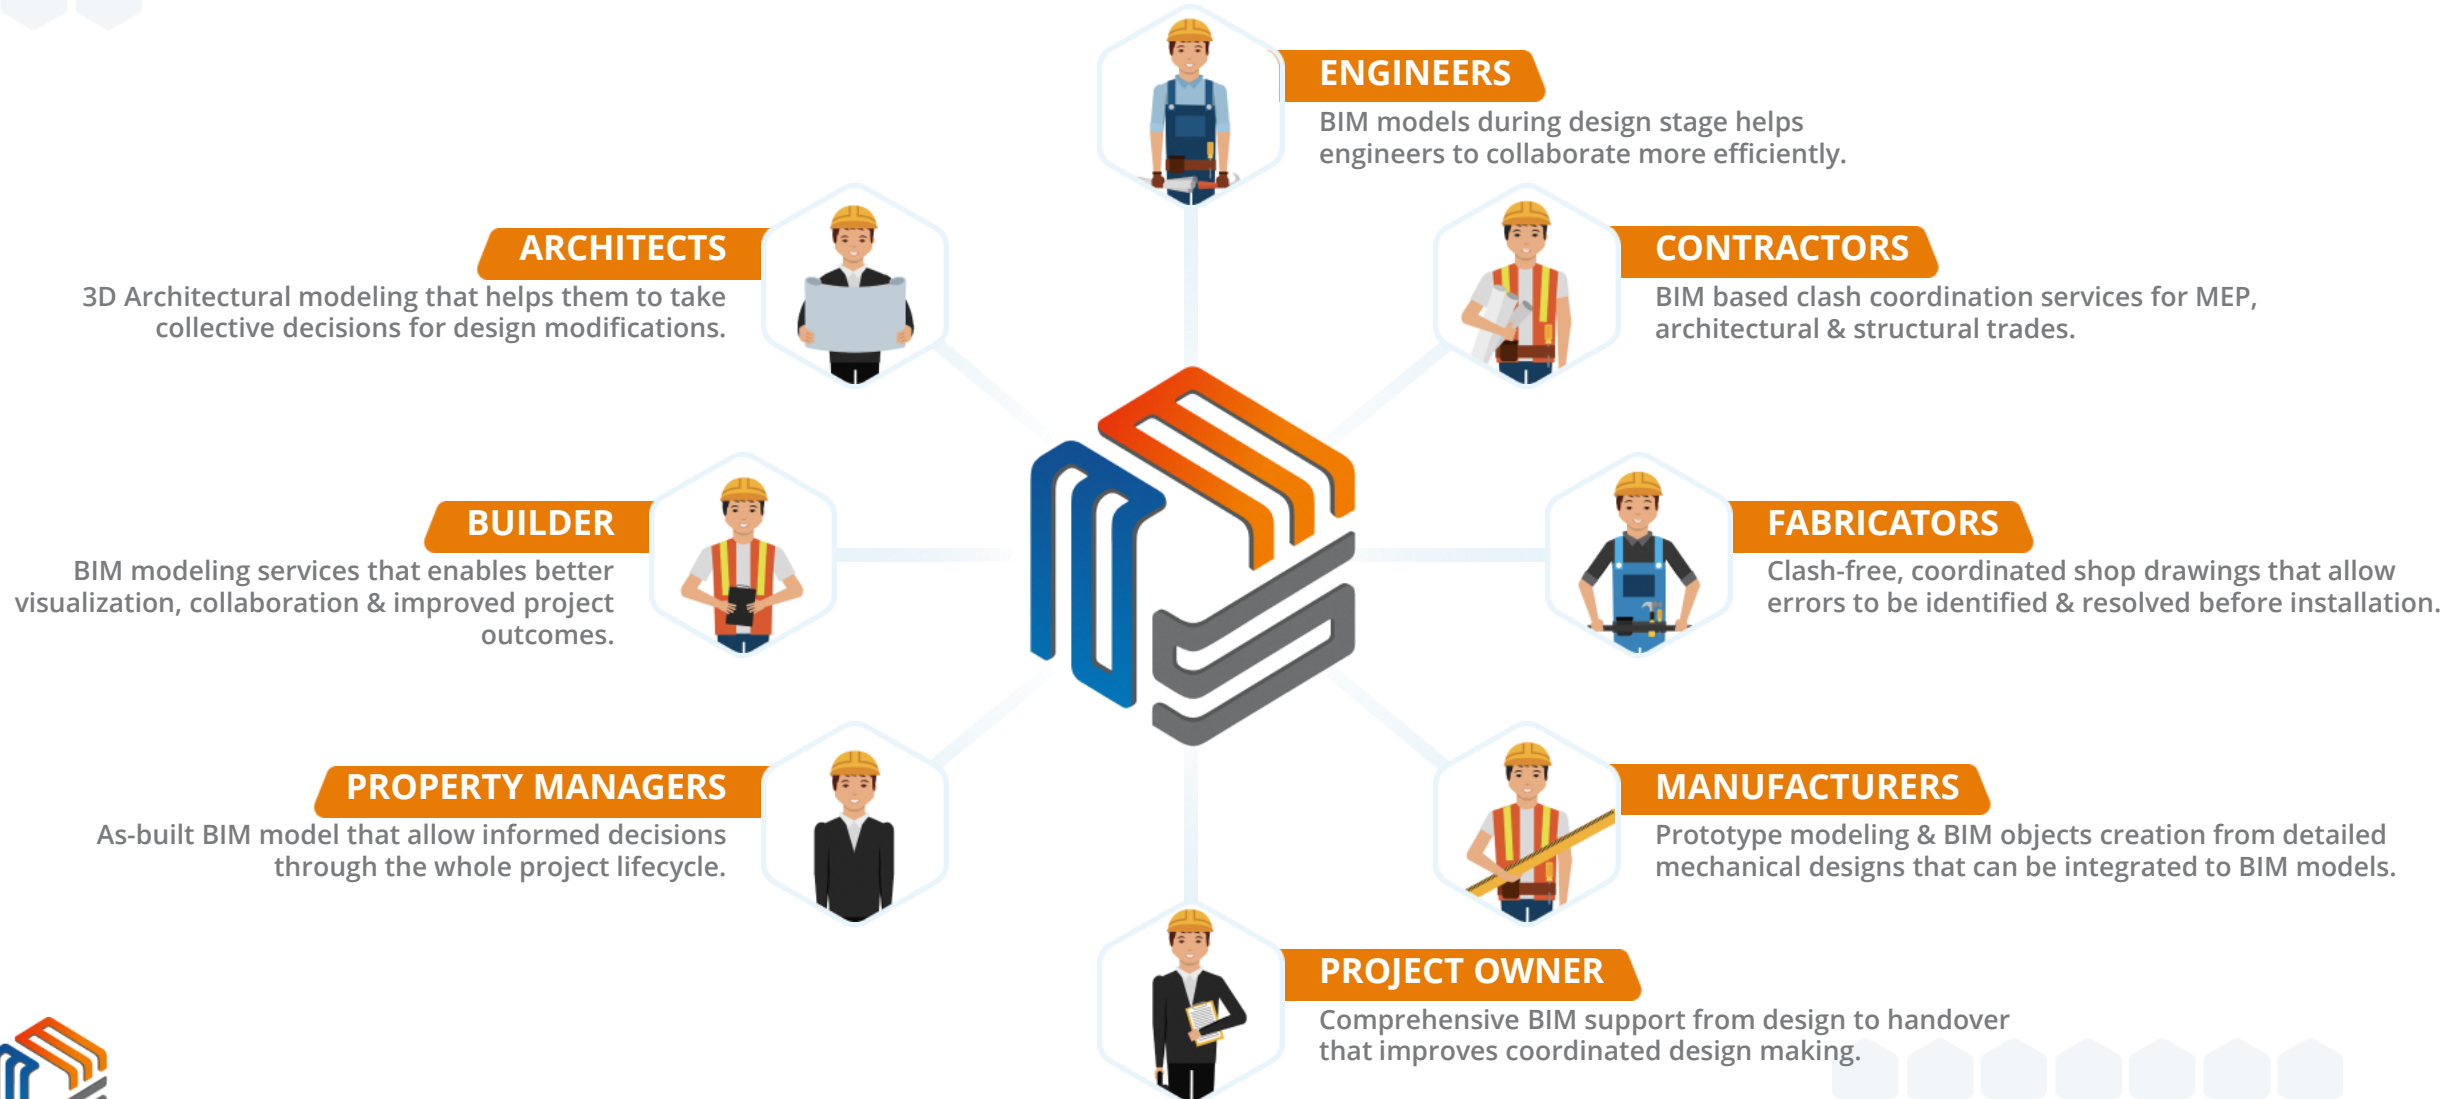 ENGINEERS
BIM models during design stage helps
engineers to collaborate more efficiently.
ARCHITECTS
3D Architectural modeling that helps them to take
collective decisions for design modifications.
CONTRACTORS
BIM based clash coordination services for MEP,
architectural & structural trades.
BUILDER
BIM modeling services that enables better
visualization, collaboration & improved project
outcomes.
FABRICATORS
Clash-free, coordinated shop drawings that allow
errors to be identified & resolved before installation.
PROPERTY MANAGERS
As-built BIM model that allow informed decisions
through the whole project lifecycle.
MANUFACTURERS
Prototype modeling & BIM objects creation from detailed
mechanical designs that can be integrated to BIM models.
PROJECT OWNER
Comprehensive BIM support from design to handover
that improves coordinated design making.